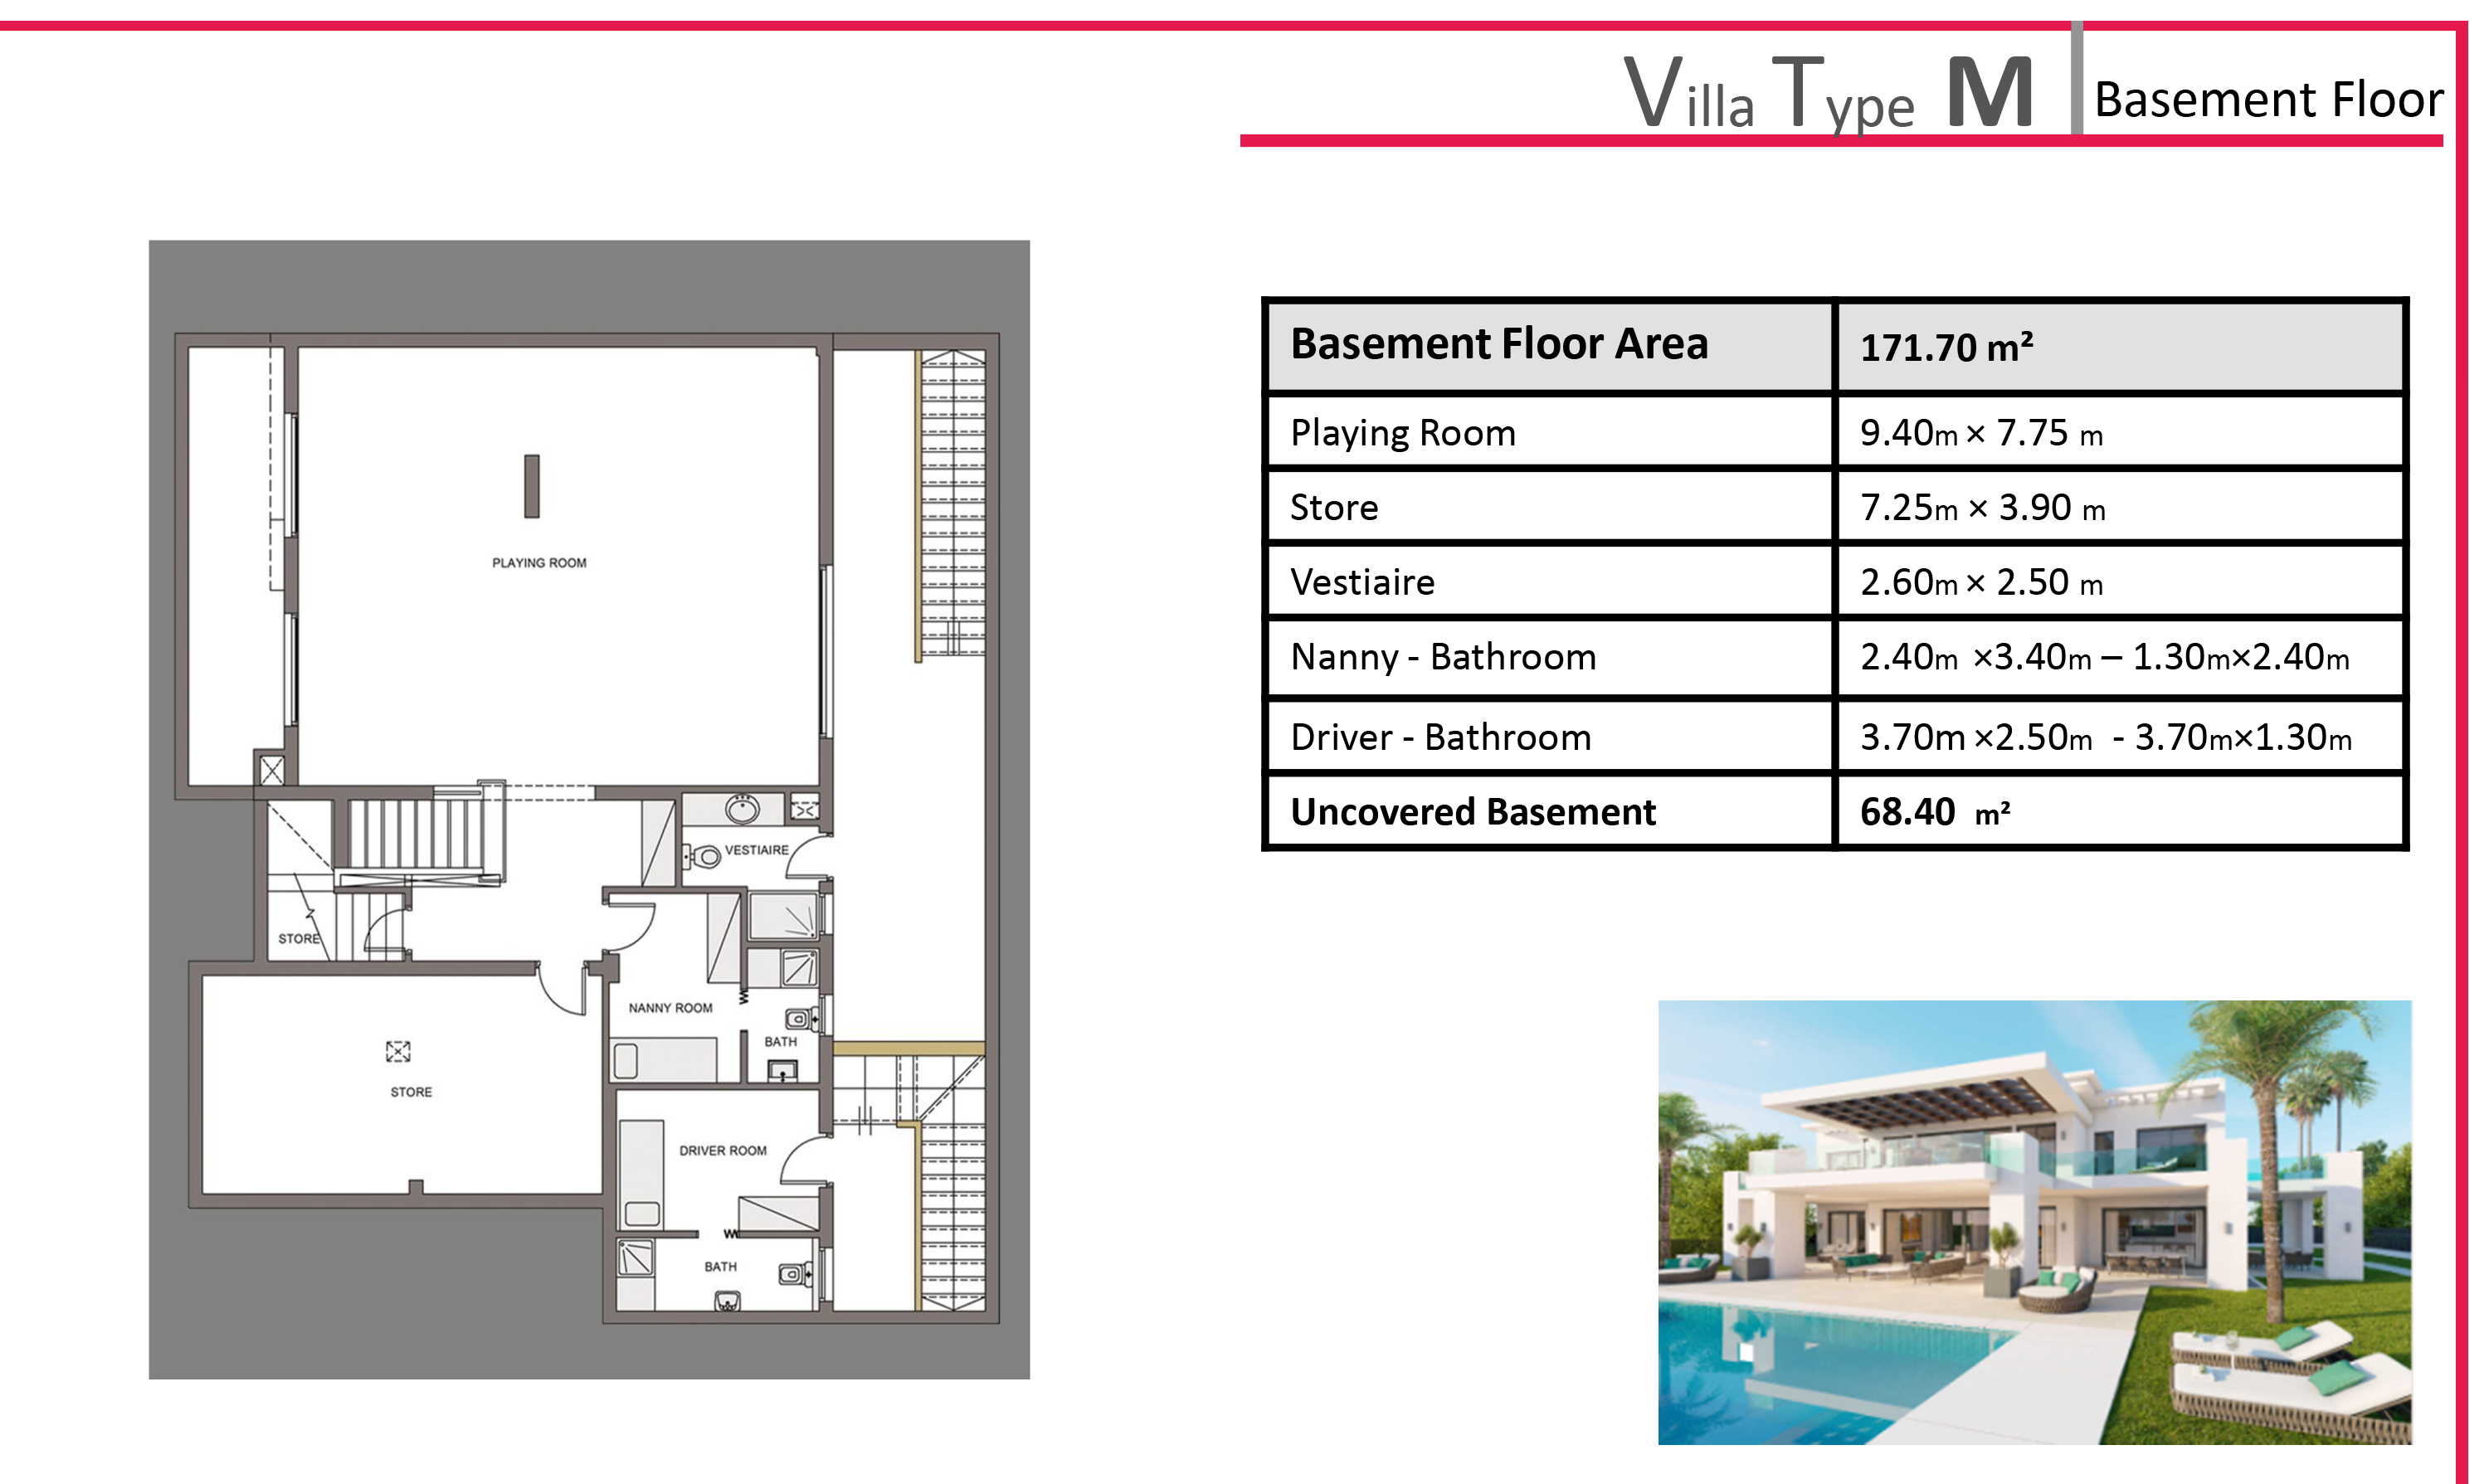 Villa Type M
Basement Floor
Basement Floor Area 171.70 m²
Playing Room 9.40m × 7.75 m
Store 7.25m × 3.90 m
Vestiaire 2.60m × 2.50 m
Nanny - Bathroom 2.40m ×3.40m – 1.30m×2.40m
Driver - Bathroom 3.70m ×2.50m - 3.70m×1.30m
Uncovered Basement 68.40 m²
PLAYING ROOM
VESTIAIRE
STORE
NANNY ROOM
BATH
STORE
DRIVER ROOM
BATH